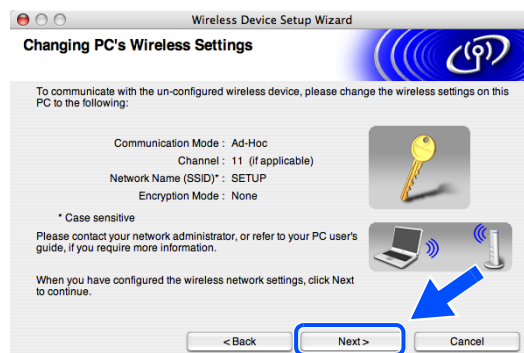 Wireless Device Setup Wizard
Changing PC's Wireless Settings
To communicate with the un-configured wireless device, please change the wireless settings on this
PC to the following:
Communication Mode : Ad-Hoc
Channel : 11 (if applicable)
Network Name (SSID)* : SETUP
Encryption Mode : None
* Case sensitive
Please contact your network administrator, or refer to your PC user's
guide, if you require more information.
When you have configured the wireless network settings, click Next
to continue.
< Back Next > Cancel